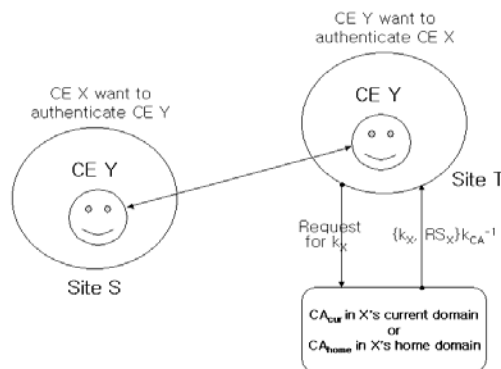 CE Y want to
authenticate CE X
CE X want to
authenticate CE Y
CE Y
CE Y
Site T
Site S
Request
for kX
{kX, RSX}kCA-1
CAcur in X's current domain
or
CAhome in X's home domain